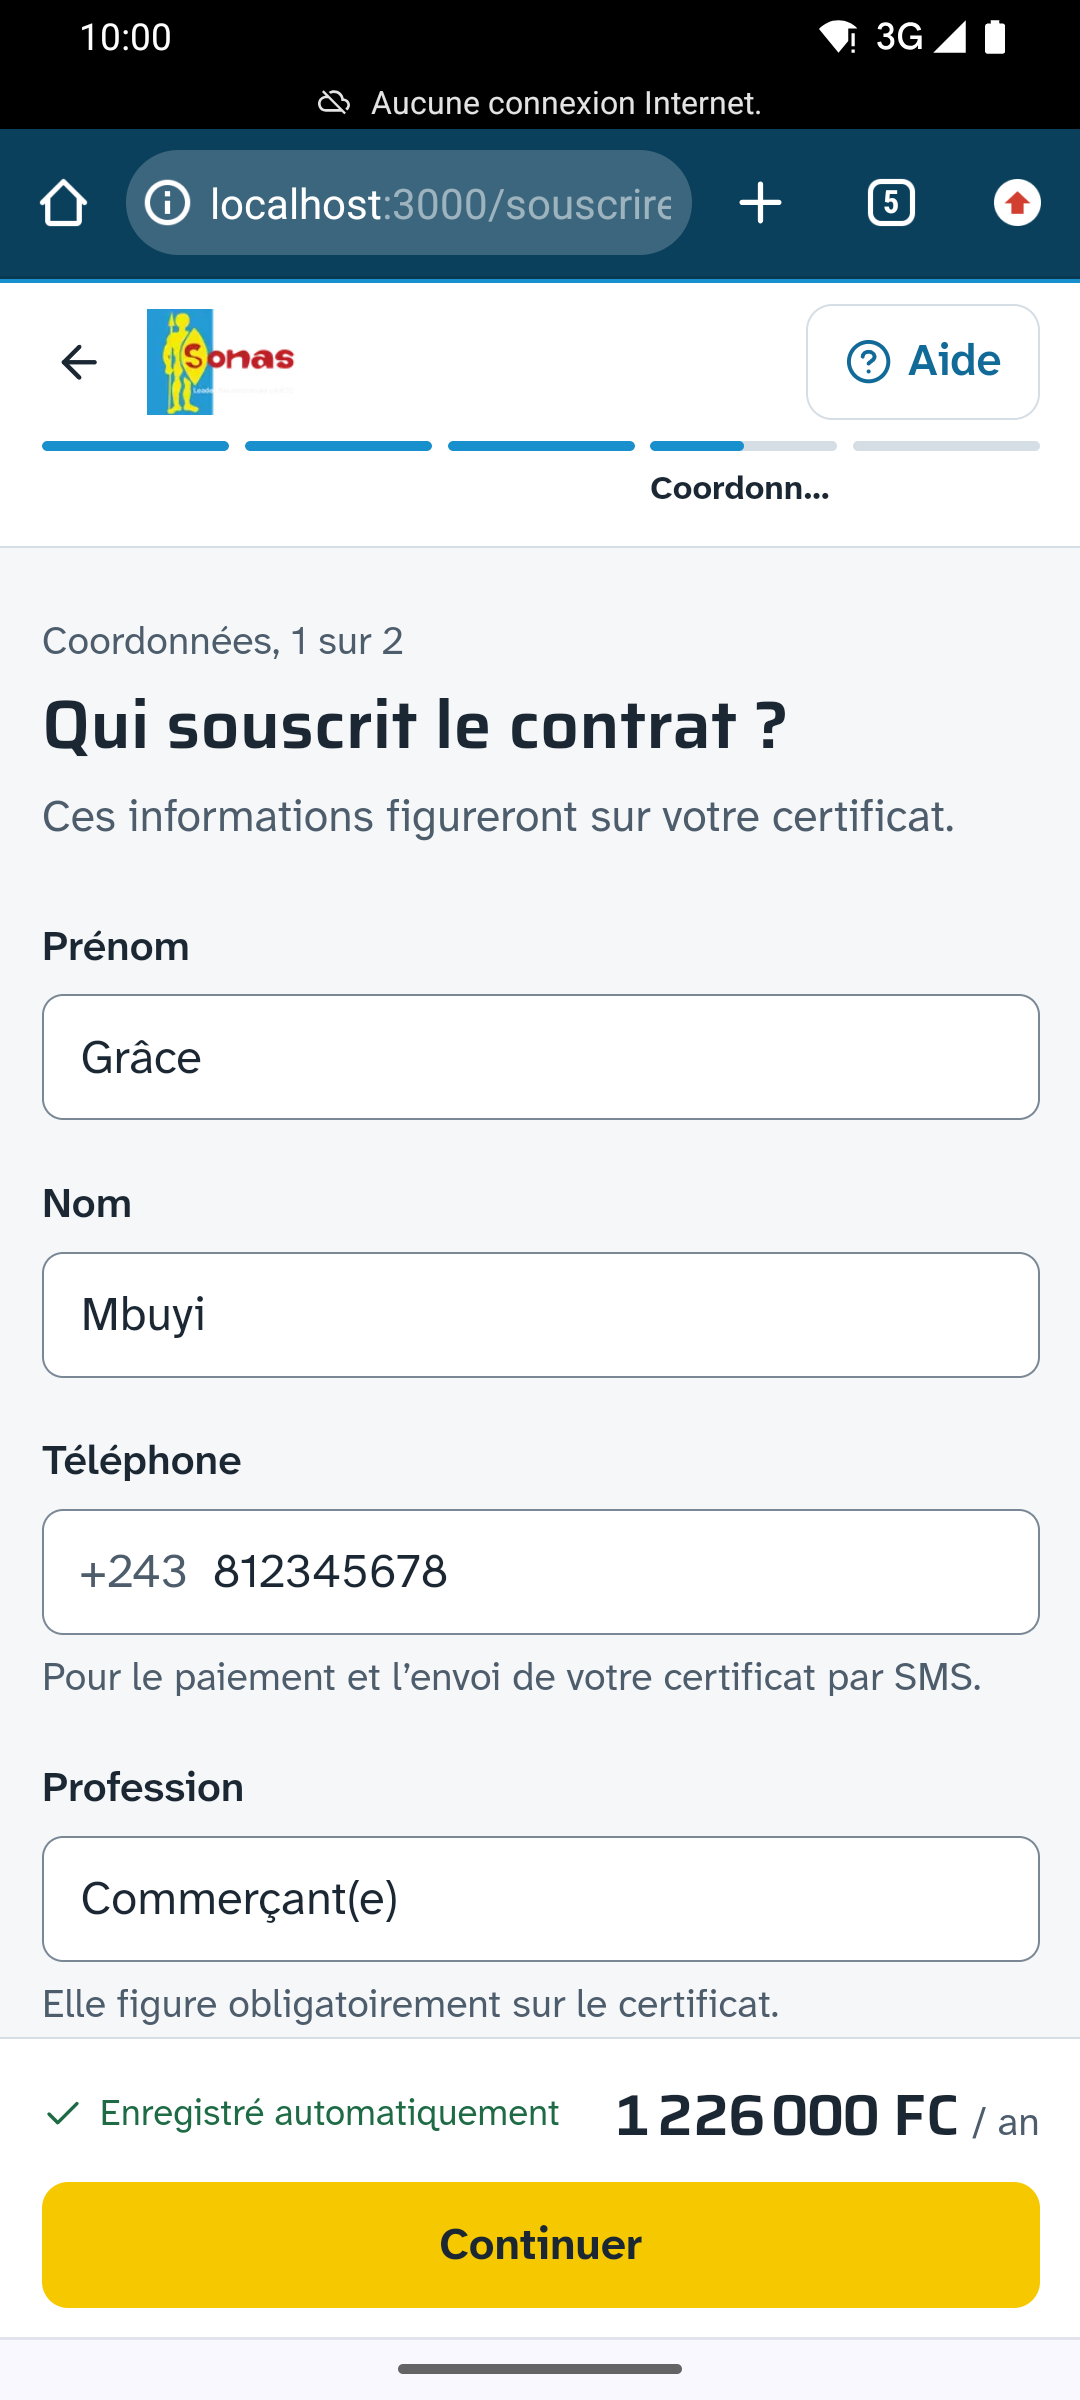 10:00
3G
Aucune connexion Internet.
localhost:3000/souscrire
5
Sonas
Aide
Coordonn...
Coordonnées, 1 sur 2
Qui souscrit le contrat ?
Ces informations figureront sur votre certificat.
Prénom
Grâce
Nom
Mbuyi
Téléphone
+243 812345678
Pour le paiement et l’envoi de votre certificat par SMS.
Profession
Commerçant(e)
Elle figure obligatoirement sur le certificat.
Enregistré automatiquement
1 226 000 FC / an
Continuer